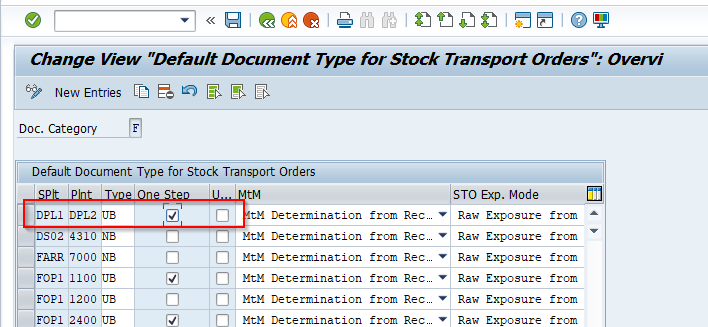 Change View "Default Document Type for Stock Transport Orders": Overvi
New Entries
Doc. Category F
Default Document Type for Stock Transport Orders
SPlt Plnt Type One Step U... MtM STO Exp. Mode
DPL1 DPL2 UB MtM Determination from Rec... Raw Exposure from
DS02 4310 NB MtM Determination from Rec... Raw Exposure from
FARR 7000 NB MtM Determination from Rec... Raw Exposure from
FOP1 1100 UB MtM Determination from Rec... Raw Exposure from
FOP1 1200 UB MtM Determination from Rec... Raw Exposure from
FOP1 2400 UB MtM Determination from Rec... Raw Exposure from